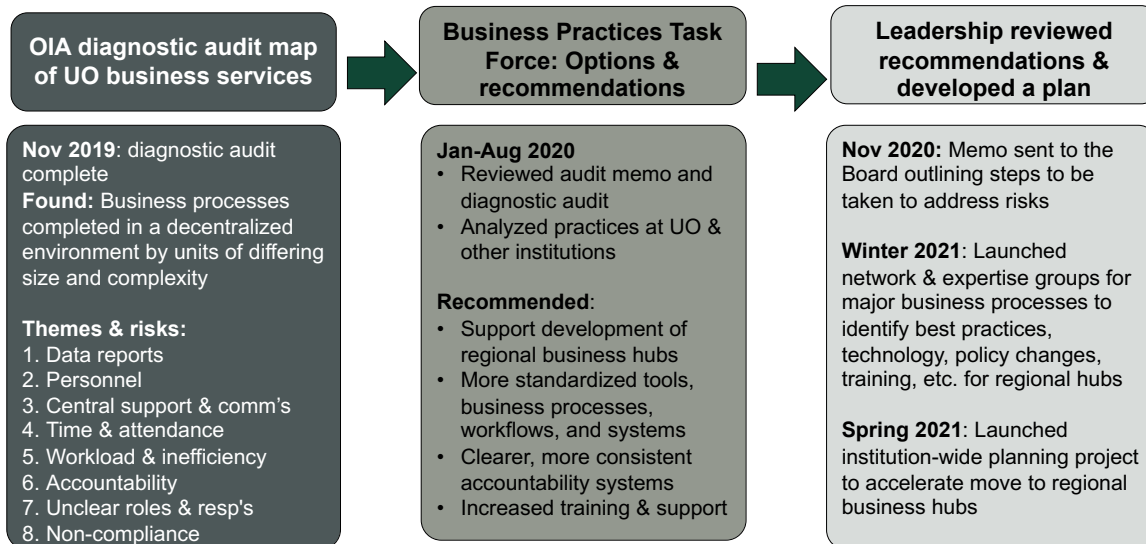 OIA diagnostic audit map
of UO business services
Business Practices Task
Force: Options &
recommendations
Leadership reviewed
recommendations &
developed a plan
Nov 2019: diagnostic audit
complete
Found: Business processes
completed in a decentralized
environment by units of differing
size and complexity
Themes & risks:
1. Data reports
2. Personnel
3. Central support & comm's
4. Time & attendance
5. Workload & inefficiency
6. Accountability
7. Unclear roles & resp's
8. Non-compliance
Jan-Aug 2020
• Reviewed audit memo and
diagnostic audit
• Analyzed practices at UO &
other institutions
Recommended:
• Support development of
regional business hubs
• More standardized tools,
business processes,
workflows, and systems
• Clearer, more consistent
accountability systems
• Increased training & support
Nov 2020: Memo sent to the
Board outlining steps to be
taken to address risks
Winter 2021: Launched
network & expertise groups for
major business processes to
identify best practices,
technology, policy changes,
training, etc. for regional hubs
Spring 2021: Launched
institution-wide planning project
to accelerate move to regional
business hubs